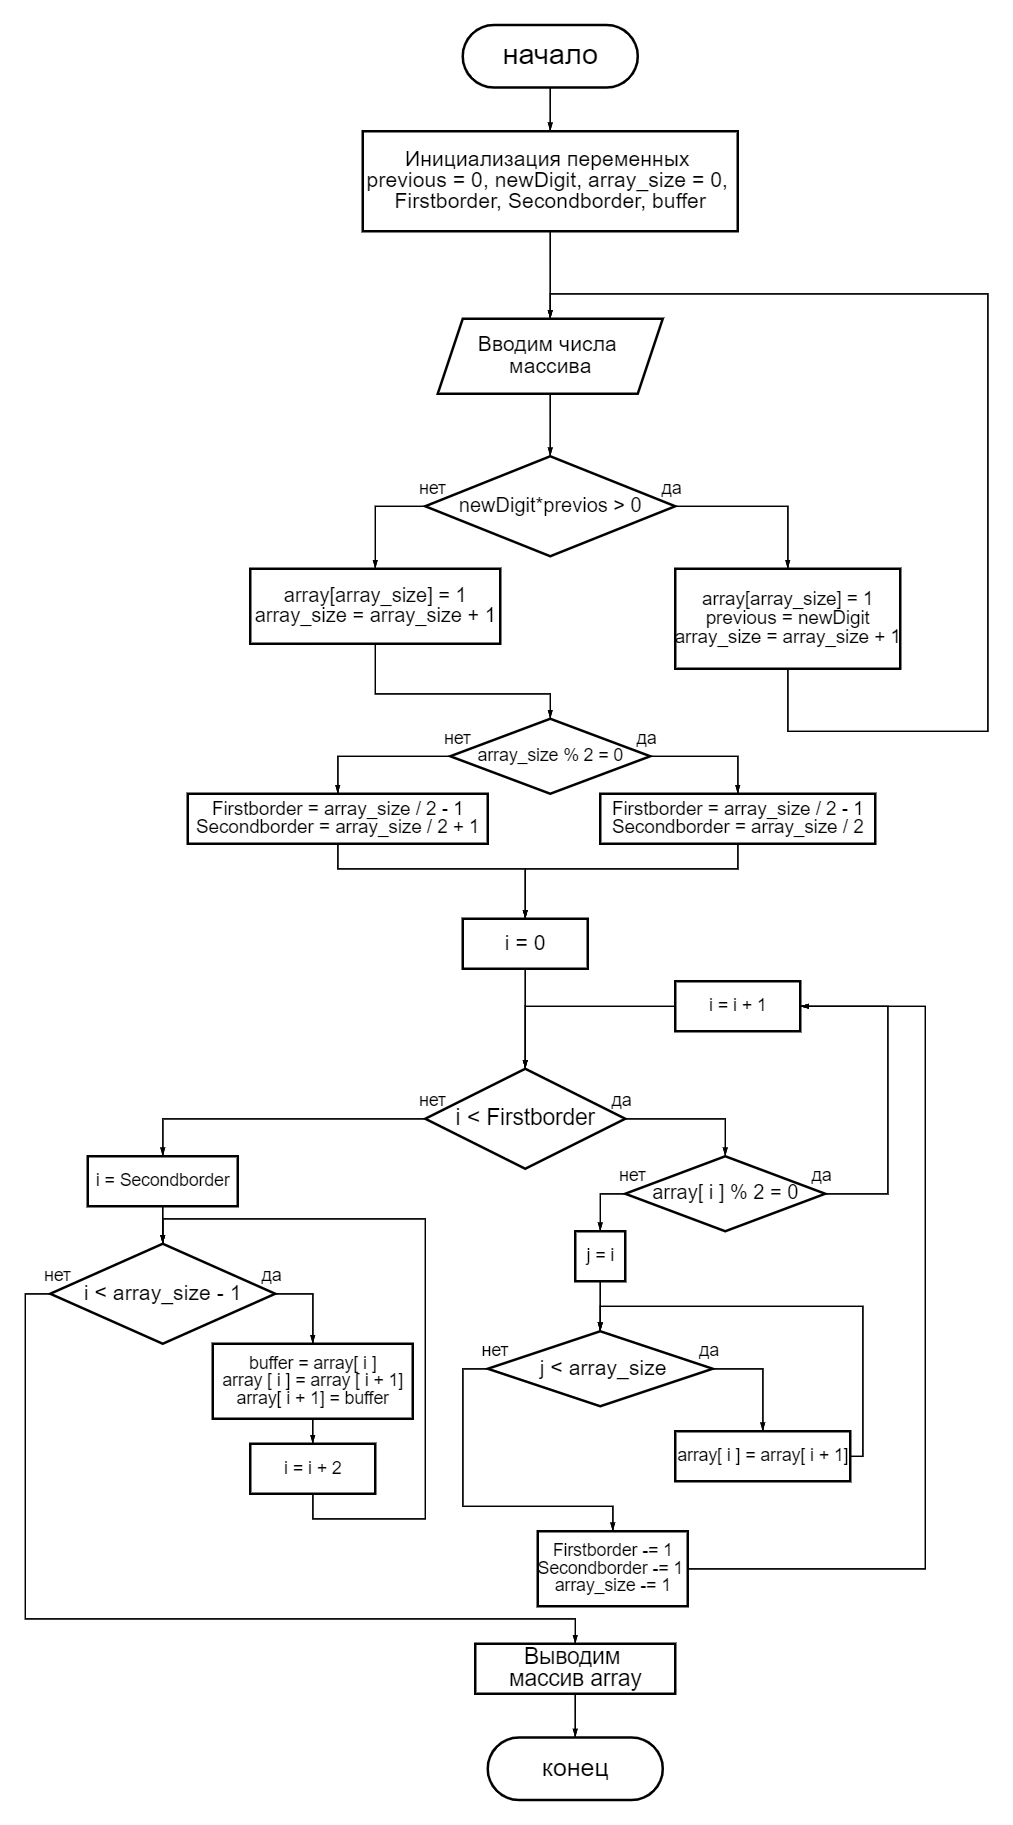 начало
Инициализация переменных
previous = 0, newDigit, array_size = 0,
Firstborder, Secondborder, buffer
Вводим числа
массива
нет
да
newDigit*previos > 0
array[array_size] = 1
array_size = array_size + 1
array[array_size] = 1
previous = newDigit
array_size = array_size + 1
нет
да
array_size % 2 = 0
Firstborder = array_size / 2 - 1
Secondborder = array_size / 2 + 1
Firstborder = array_size / 2 - 1
Secondborder = array_size / 2
i = 0
i = i + 1
нет
да
i < Firstborder
i = Secondborder
нет
да
array[ i ] % 2 = 0
j = i
нет
да
i < array_size - 1
нет
да
j < array_size
buffer = array[ i ]
array [ i ] = array [ i + 1]
array[ i + 1] = buffer
array[ i ] = array[ i + 1]
i = i + 2
Firstborder -= 1
Secondborder -= 1
array_size -= 1
Выводим
массив array
конец